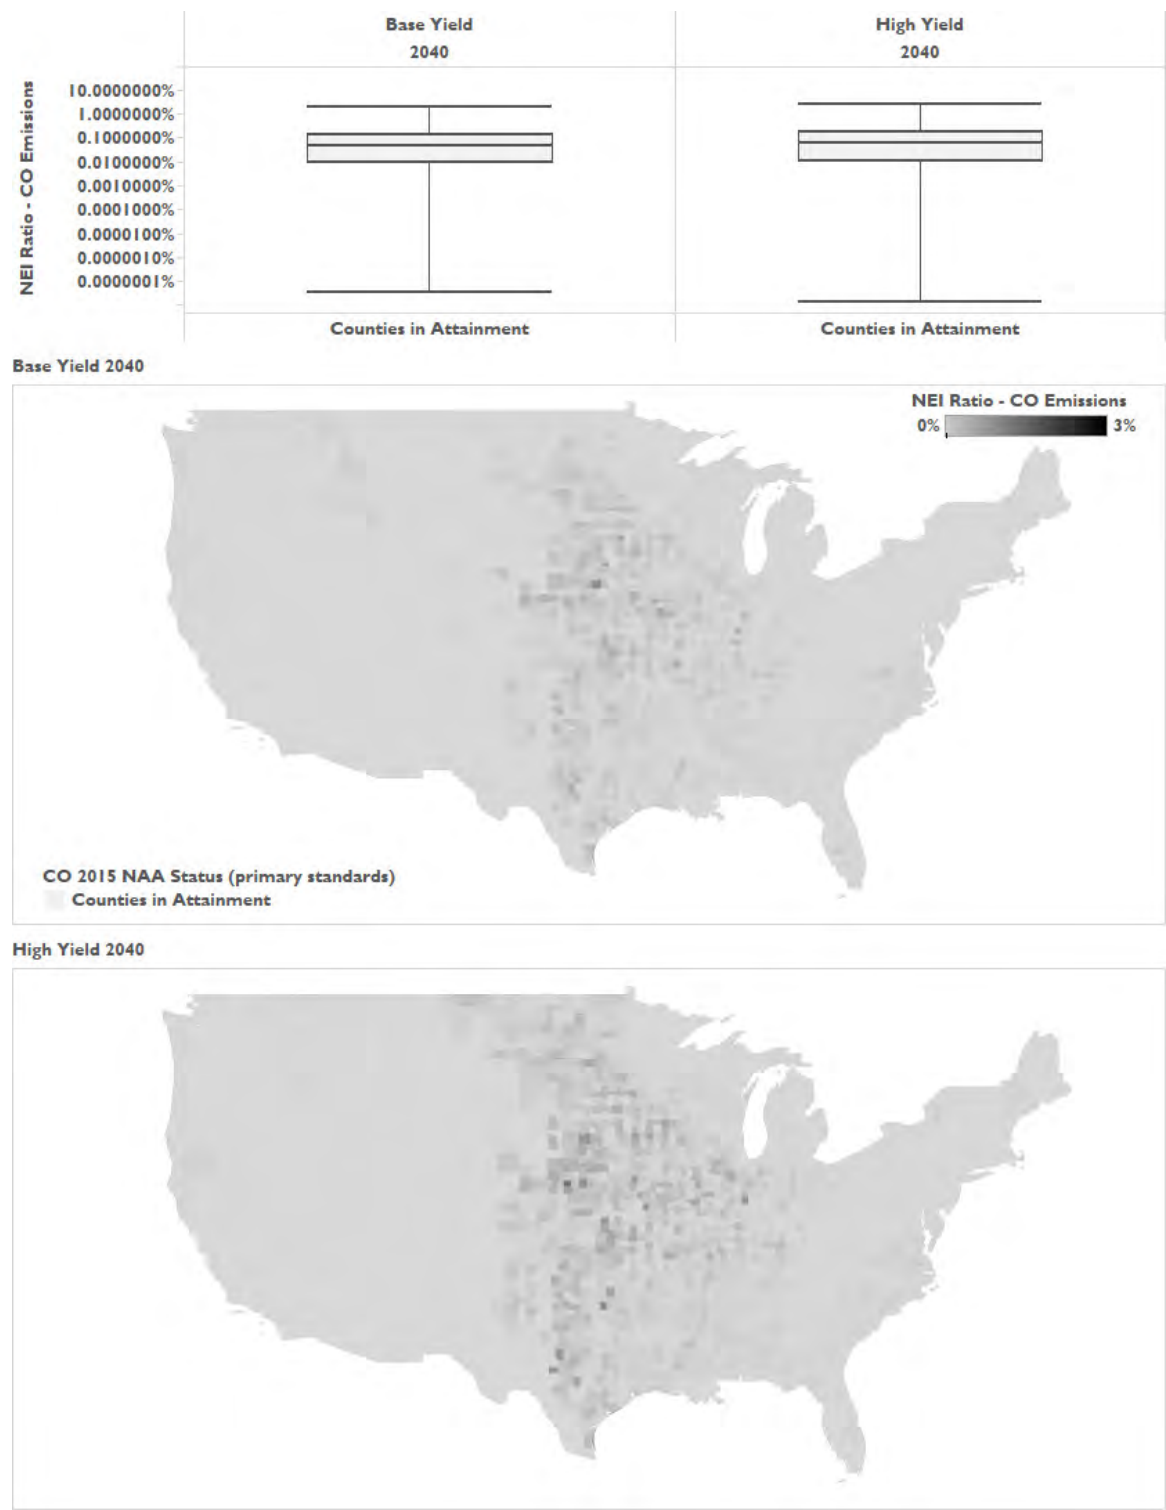 Base Yield
2040
High Yield
2040
NEI Ratio - CO Emissions
10.0000000%
1.0000000%
0.1000000%
0.0100000%
0.0010000%
0.0001000%
0.0000100%
0.0000010%
0.0000001%
Counties in Attainment
Counties in Attainment
Base Yield 2040
NEI Ratio - CO Emissions
0% 3%
CO 2015 NAA Status (primary standards)
Counties in Attainment
High Yield 2040